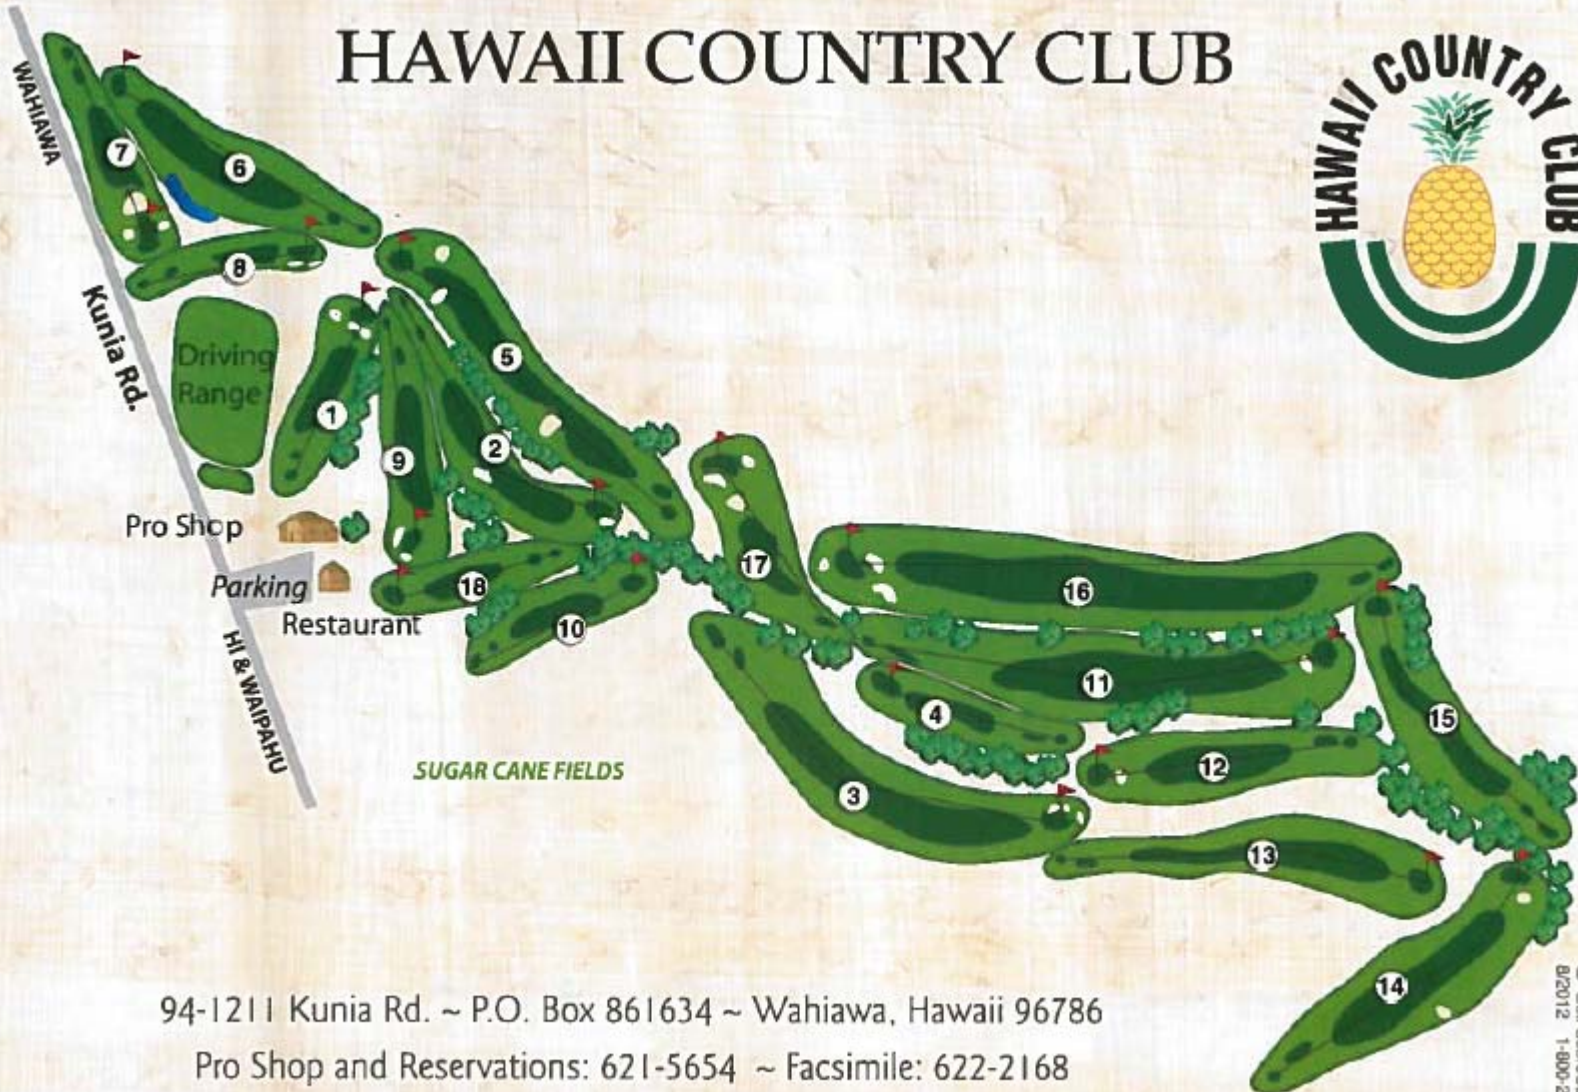 HAWAII COUNTRY CLUB
HAWAII COUNTRY CLUB
WAHIAWA
7
6
8
Kunia Rd.
Driving
Range
1
5
2
9
Pro Shop
Parking
Restaurant
18
10
17
16
HI & WAIPAHU
11
4
15
SUGAR CANE FIELDS
12
3
13
14
94-1211 Kunia Rd. ~ P.O. Box 861634 ~ Wahiawa, Hawaii 96786
Pro Shop and Reservations: 621-5654 ~ Facsimile: 622-2168
8/2012